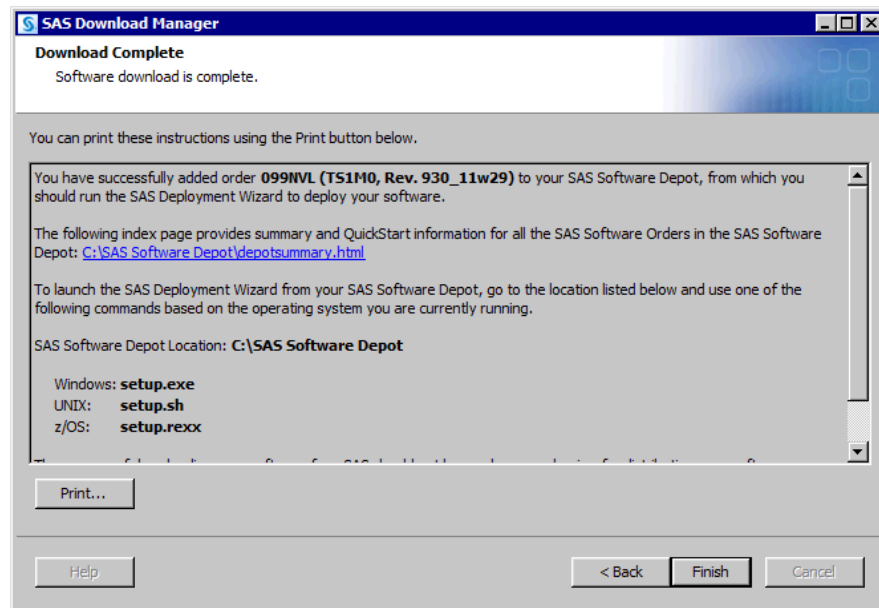 SAS Download Manager
Download Complete
Software download is complete.
You can print these instructions using the Print button below.
You have successfully added order 099NVL (TS1M0, Rev. 930_11w29) to your SAS Software Depot, from which you
should run the SAS Deployment Wizard to deploy your software.
The following index page provides summary and QuickStart information for all the SAS Software Orders in the SAS Software
Depot: C:\SAS Software Depot\depotsummary.html
To launch the SAS Deployment Wizard from your SAS Software Depot, go to the location listed below and use one of the
following commands based on the operating system you are currently running.
SAS Software Depot Location: C:\SAS Software Depot
Windows: setup.exe
UNIX: setup.sh
z/OS: setup.rexx
Print...
Help
< Back
Finish
Cancel